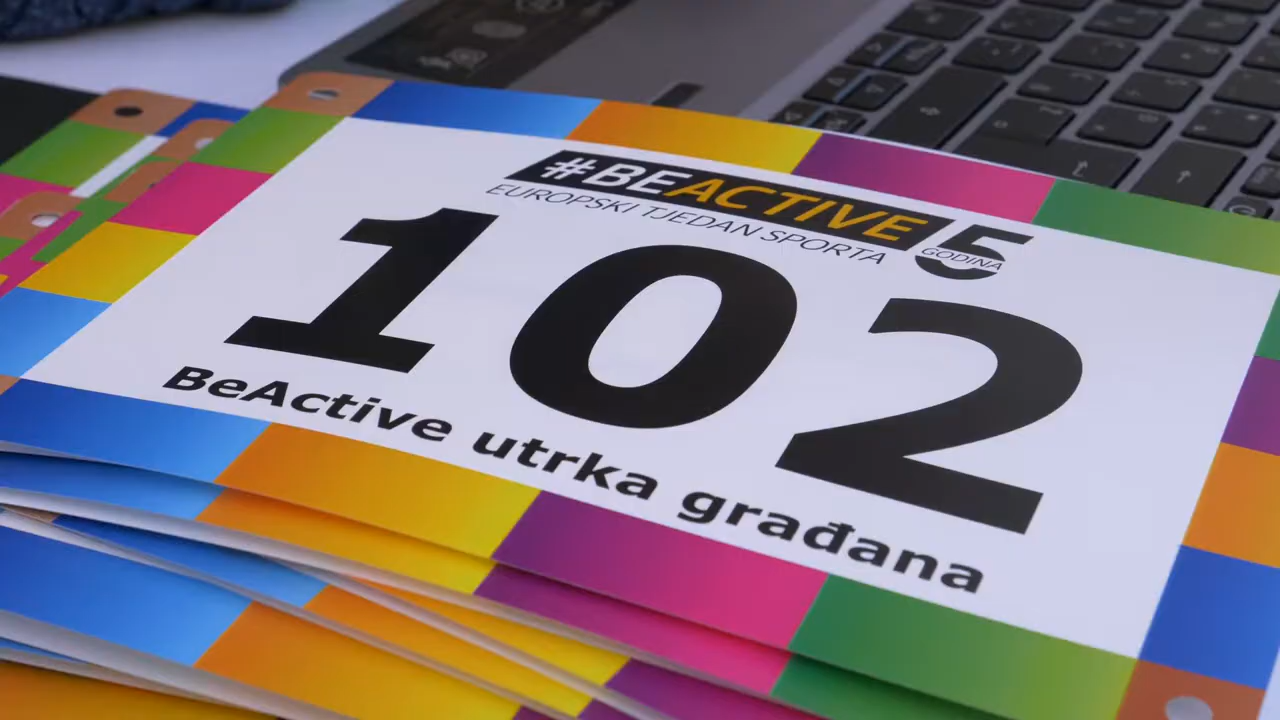 #BEACTIVE
EUROPSKI TJEDAN SPORTA
5
GODINA
102
BeActive utrka građana